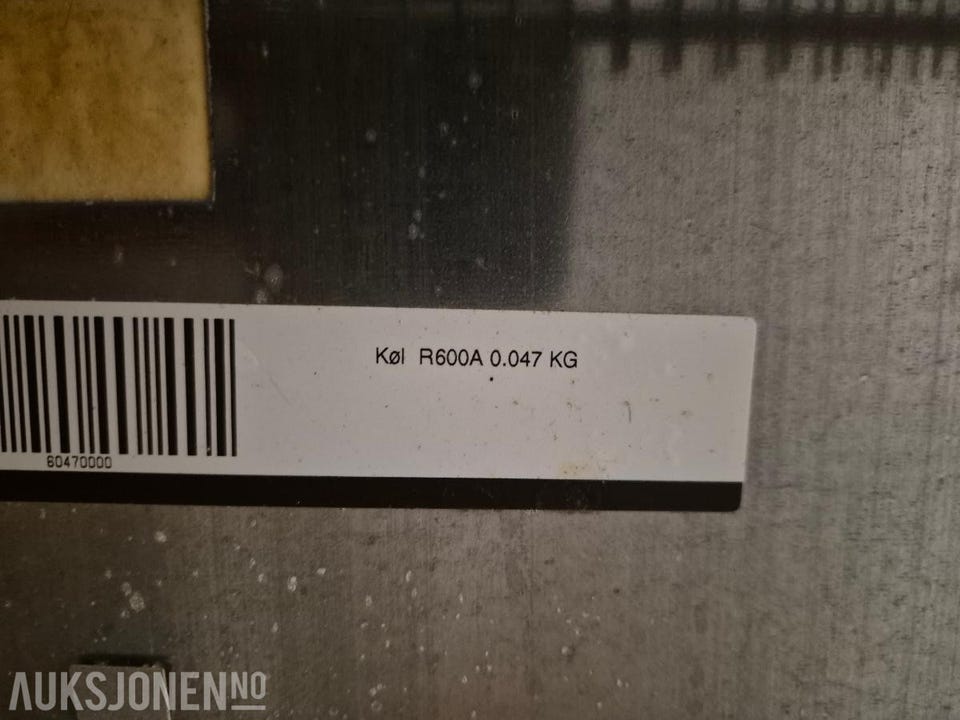 Køl R600A 0.047 KG
60470000
AUKSJONEN.NO